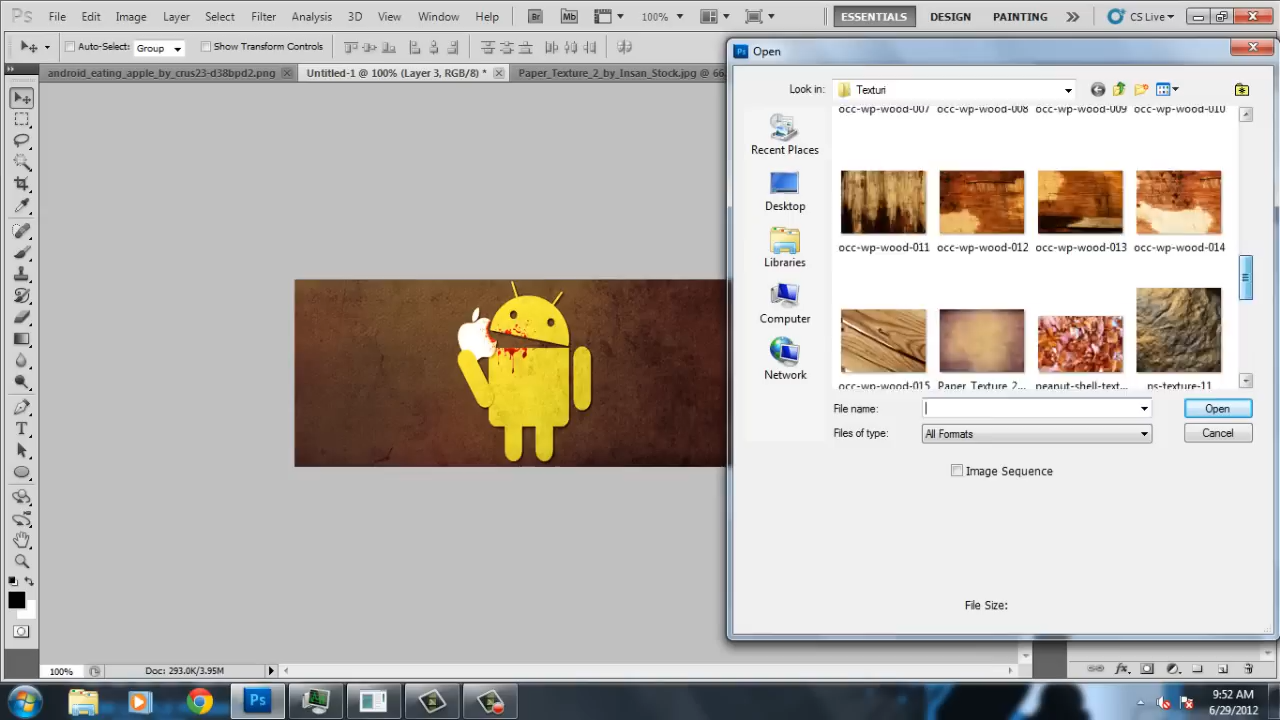 Ps File Edit Image Layer Select Filter Analysis 3D View Window Help Br Mb 100% ESSENTIALS DESIGN PAINTING CS Live
Auto-Select: Group Show Transform Controls
android_eating_apple_by_crus23-d38bpd2.png Untitled-1 @ 100% (Layer 3, RGB/8) * Paper_Texture_2_by_Insan_Stock.jpg @ 66.
Ps Open
Look in: Texturi
occ-wp-wood-007 occ-wp-wood-008 occ-wp-wood-009 occ-wp-wood-010
Recent Places
Desktop
occ-wp-wood-011 occ-wp-wood-012 occ-wp-wood-013 occ-wp-wood-014
Libraries
Computer
Network
occ-wp-wood-015 Paper_Texture_2... peanut-shell-text... ps-texture-11
File name: Open
Files of type: All Formats Cancel
Image Sequence
File Size:
100% Doc: 293.0K/3.95M
Ps
9:52 AM
6/29/2012